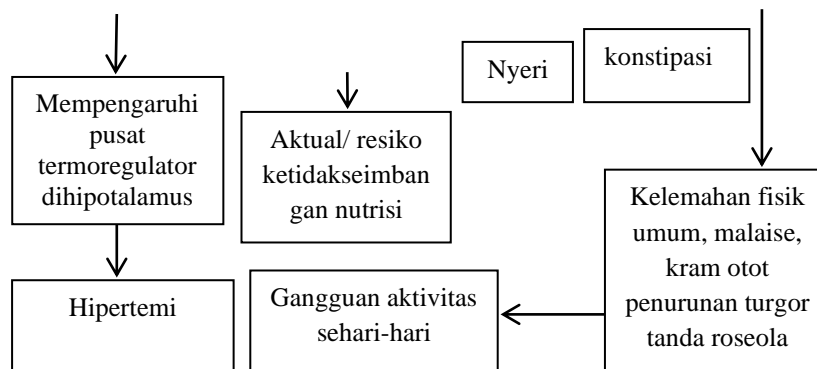 Nyeri
konstipasi
Mempengaruhi
pusat
termoregulator
dihipotalamus
Aktual/ resiko
ketidakseimban
gan nutrisi
Kelemahan fisik
umum, malaise,
kram otot
penurunan turgor
tanda roseola
Hipertemi
Gangguan aktivitas
sehari-hari